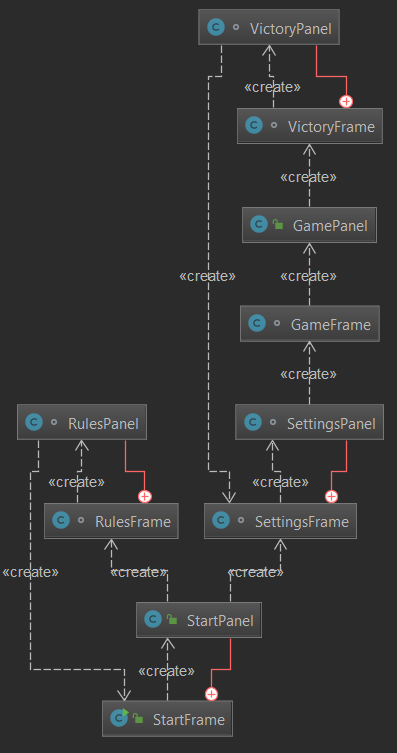 VictoryPanel
«create»
VictoryFrame
«create»
GamePanel
«create»
«create»
GameFrame
«create»
RulesPanel
SettingsPanel
«create»
«create»
RulesFrame
SettingsFrame
«create»
«create»
«create»
StartPanel
«create»
StartFrame